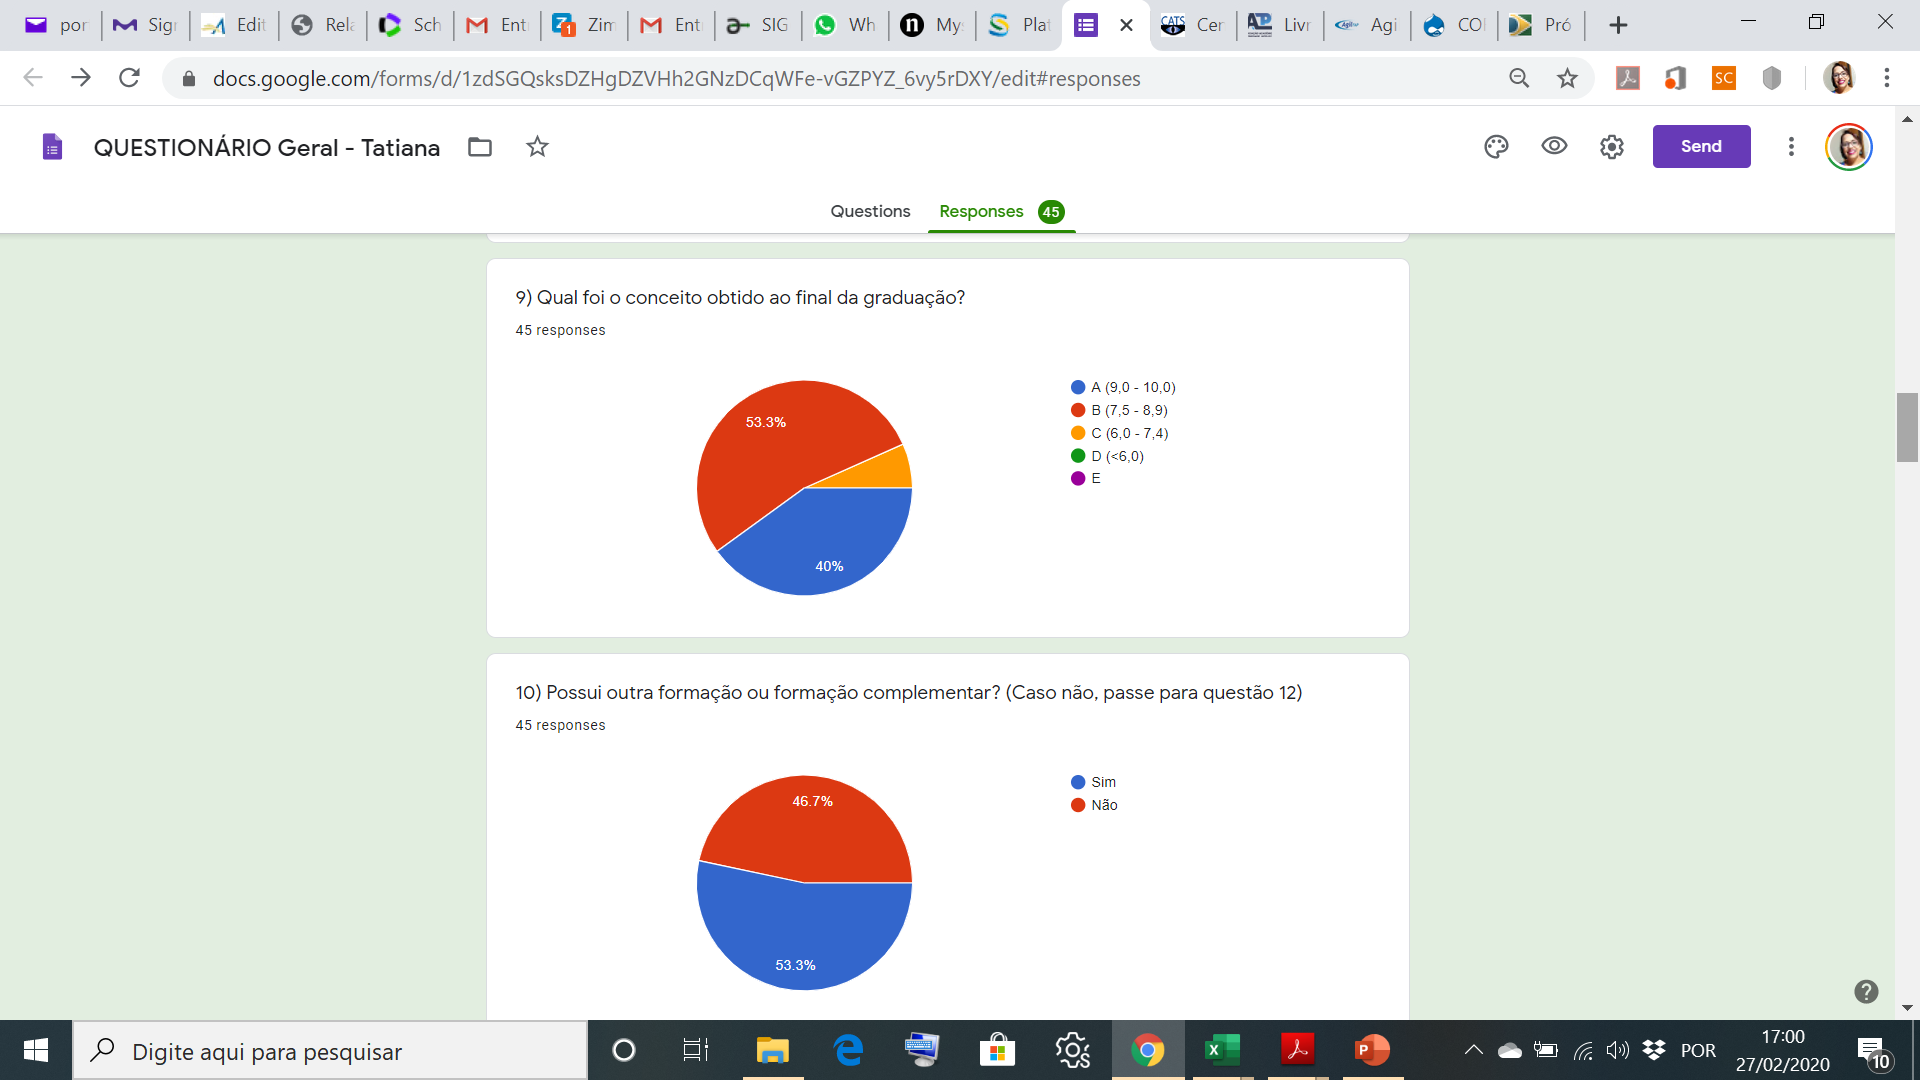 por
Sign
Edit
Rela
Sch
Ent
Zim
Ent
SIG
Wh
My
Plat
Cer
Livr
Agi
CO
Pró
docs.google.com/forms/d/1zdSGQsksDZHgDZVHh2GNzDCqWFe-vGZPYZ_6vy5rDXY/edit#responses
QUESTIONÁRIO Geral - Tatiana
Send
Questions
Responses 45
9) Qual foi o conceito obtido ao final da graduação?
45 responses
53.3%
40%
A (9,0 - 10,0)
B (7,5 - 8,9)
C (6,0 - 7,4)
D (<6,0)
E
10) Possui outra formação ou formação complementar? (Caso não, passe para questão 12)
45 responses
46.7%
53.3%
Sim
Não
Digite aqui para pesquisar
POR
17:00
27/02/2020
10